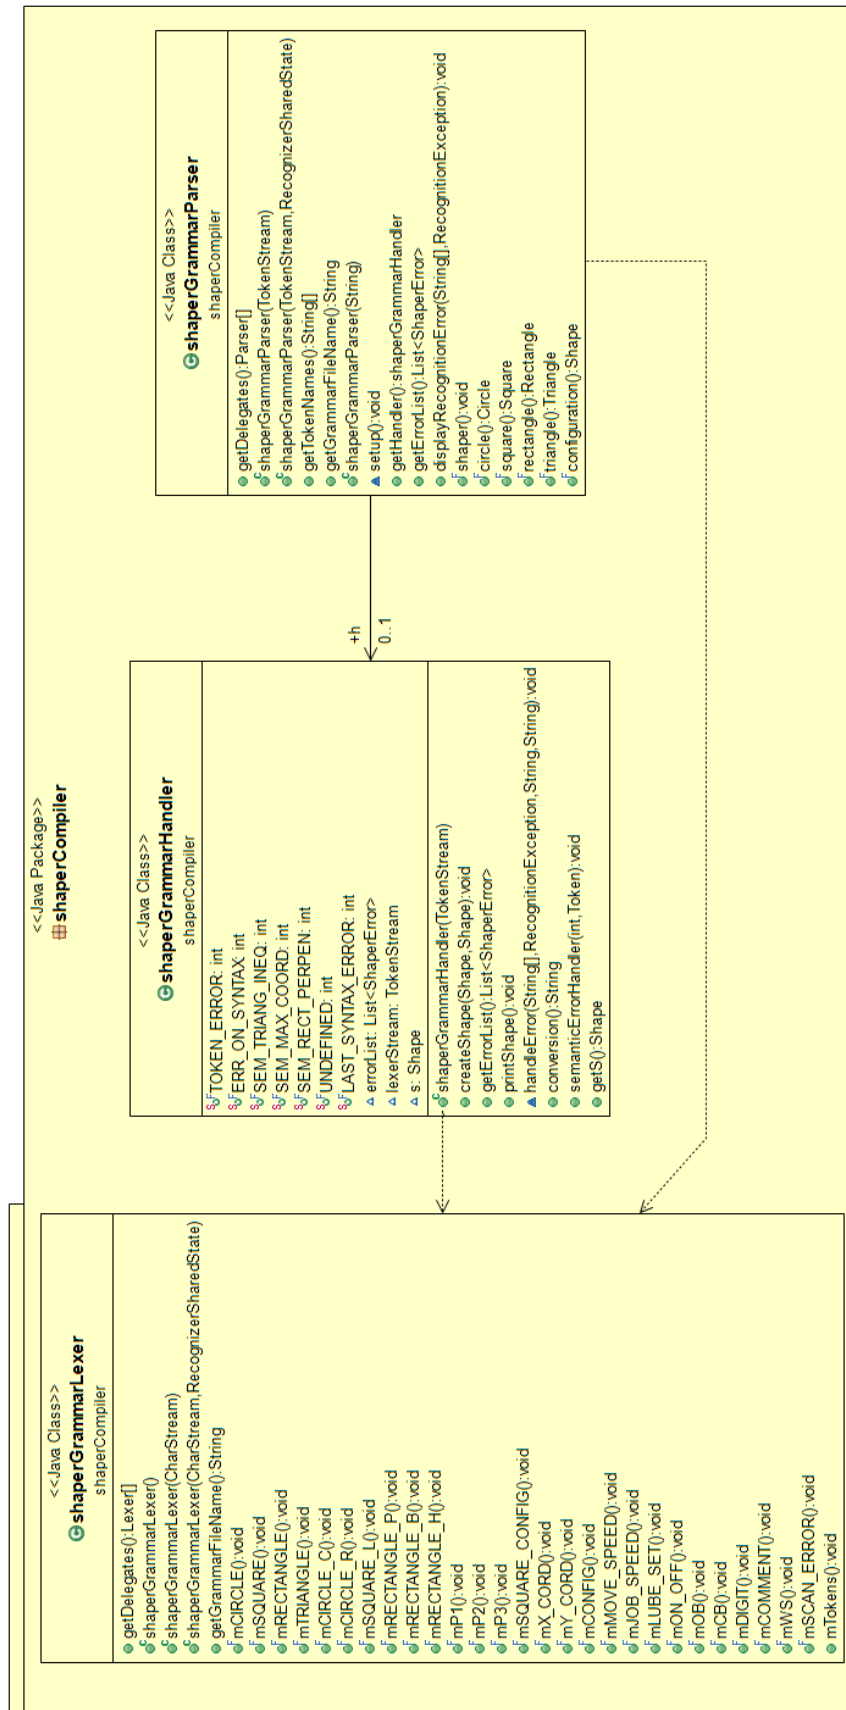 <<Java Package>>
shaperCompiler
<<Java Class>>
shaperGrammarLexer
shaperCompiler
getDelegates():Lexer[]
shaperGrammarLexer()
shaperGrammarLexer(CharStream)
shaperGrammarLexer(CharStream,RecognizerSharedState)
getGrammarFileName():String
mCIRCLE():void
mSQUARE():void
mRECTANGLE():void
mTRIANGLE():void
mCIRCLE_C():void
mCIRCLE_R():void
mSQUARE_L():void
mRECTANGLE_P():void
mRECTANGLE_B():void
mRECTANGLE_H():void
mP1():void
mP2():void
mP3():void
mSQUARE_CONFIG():void
mX_CORD():void
mY_CORD():void
mCONFIG():void
mMOVE_SPEED():void
mJOB_SPEED():void
mLUBE_SET():void
mON_OFF():void
mOB():void
mCB():void
mDIGIT():void
mCOMMENT():void
mWS():void
mSCAN_ERROR():void
mTokens():void
<<Java Class>>
shaperGrammarHandler
shaperCompiler
TOKEN_ERROR: int
ERR_ON_SYNTAX: int
SEM_TRIANG_INEQ: int
SEM_MAX_COORD: int
SEM_RECT_PERPEN: int
UNDEFINED: int
LAST_SYNTAX_ERROR: int
errorList: List<ShaperError>
lexerStream: TokenStream
s: Shape
shaperGrammarHandler(TokenStream)
createShape(Shape,Shape):void
getErrorList():List<ShaperError>
printShape():void
handleError(String[],RecognitionException,String,String):void
conversion():String
semanticErrorHandler(int,Token):void
getS():Shape
+h
0..1
<<Java Class>>
shaperGrammarParser
shaperCompiler
getDelegates():Parser[]
shaperGrammarParser(TokenStream)
shaperGrammarParser(TokenStream,RecognizerSharedState)
getTokenNames():String[]
getGrammarFileName():String
shaperGrammarParser(String)
setup():void
getHandler():shaperGrammarHandler
getErrorList():List<ShaperError>
displayRecognitionError(String[],RecognitionException):void
shaper():void
circle():Circle
square():Square
rectangle():Rectangle
triangle():Triangle
configuration():Shape